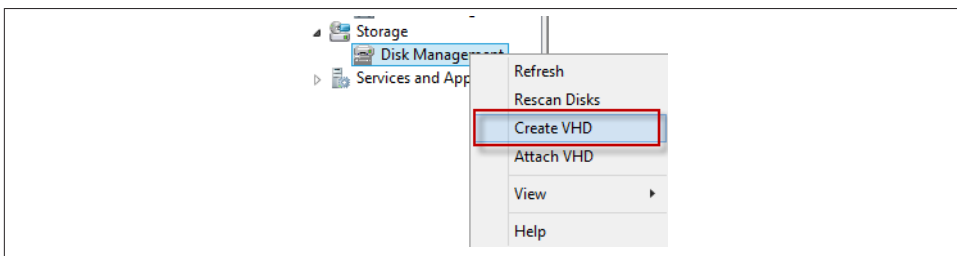 Storage
Disk Management
Services and App
Refresh
Rescan Disks
Create VHD
Attach VHD
View
Help